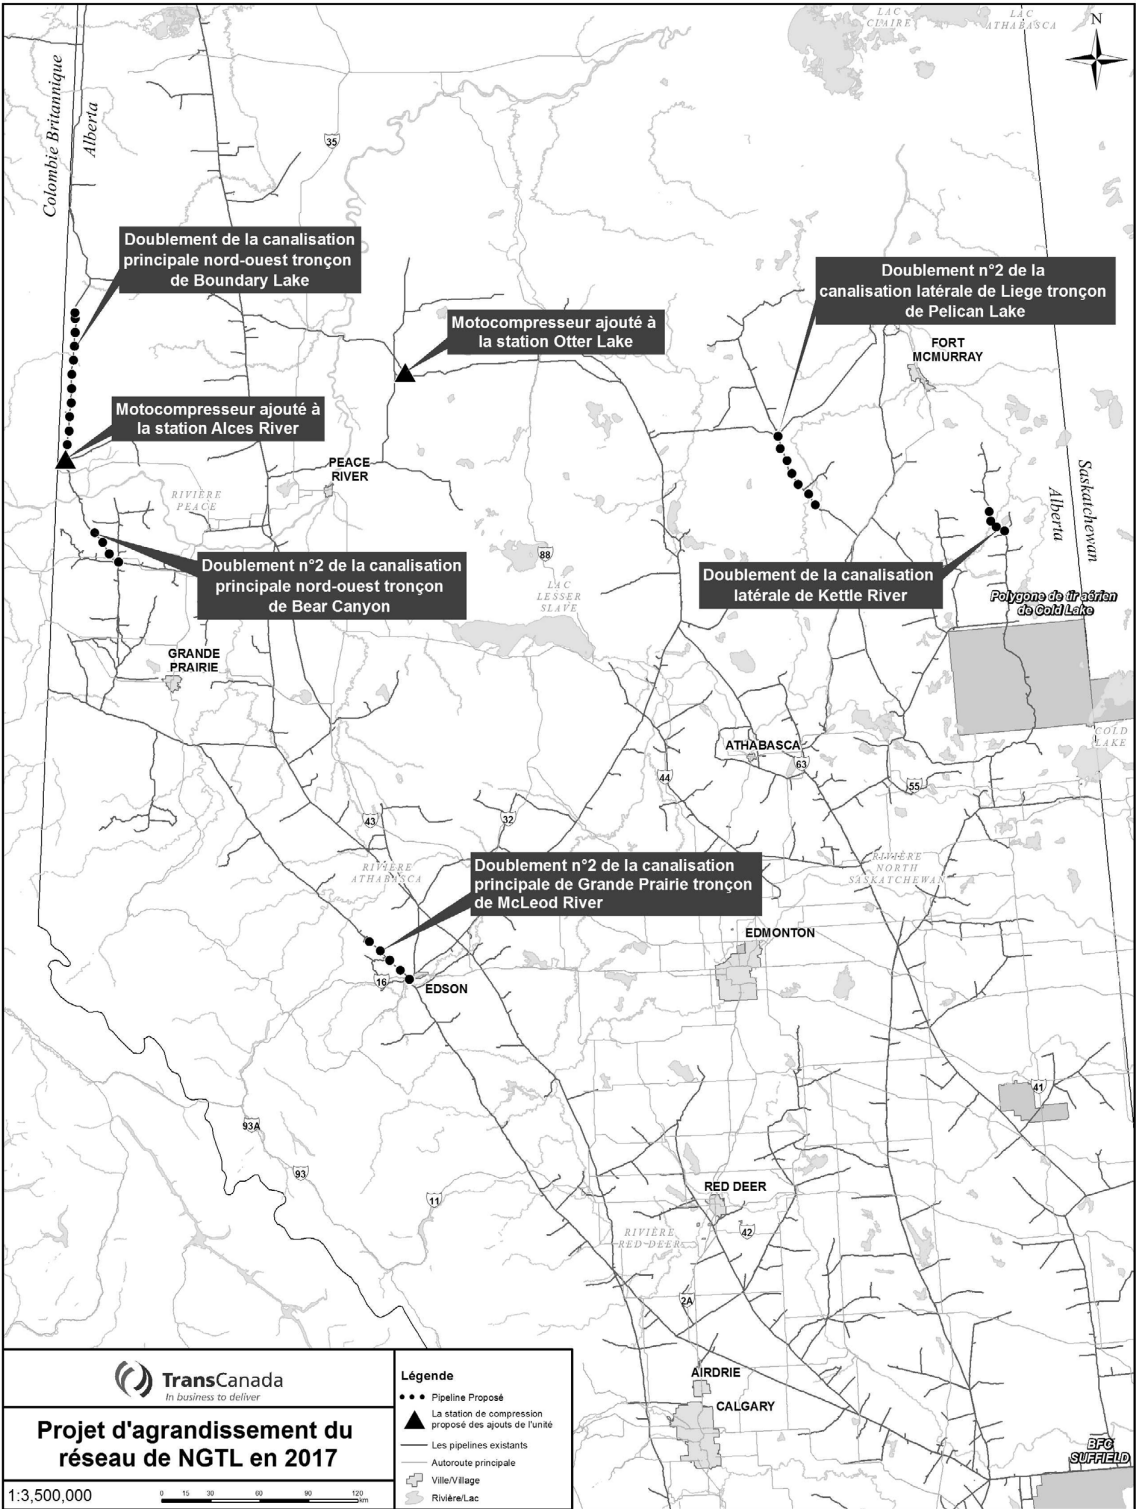 LAC
CLAIRE
LAC
ATHABASCA
N
Colombie Britannique
Alberta
35
Doublement de la canalisation
principale nord-ouest tronçon
de Boundary Lake
Doublement n°2 de la
canalisation latérale de Liege tronçon
de Pelican Lake
Motocompresseur ajouté à
la station Otter Lake
FORT
MCMURRAY
Motocompresseur ajouté à
la station Alces River
PEACE
RIVER
RIVIÈRE
PEACE
Saskatchewan
Alberta
88
Doublement n°2 de la canalisation
principale nord-ouest tronçon
de Bear Canyon
LAC
LESSER
SLAVE
Doublement de la canalisation
latérale de Kettle River
Polygone de tir aérien
de Cold Lake
GRANDE
PRAIRIE
COLD
LAKE
ATHABASCA
63
44
55
43
32
RIVIÈRE
ATHABASCA
Doublement n°2 de la canalisation
principale de Grande Prairie tronçon
de McLeod River
RIVIÈRE
NORTH
SASKATCHEWAN
EDMONTON
16
EDSON
41
93A
93
11
RED DEER
RIVIÈRE
RED DEER
42
2A
AIRDRIE
CALGARY
BFC
SUFFIELD
TransCanada
In business to deliver
Projet d'agrandissement du
réseau de NGTL en 2017
1:3,500,000
0 15 30 60 90 120
km
Légende
Pipeline Proposé
La station de compression
proposé des ajouts de l'unité
Les pipelines existants
Autoroute principale
Ville/Village
Rivière/Lac